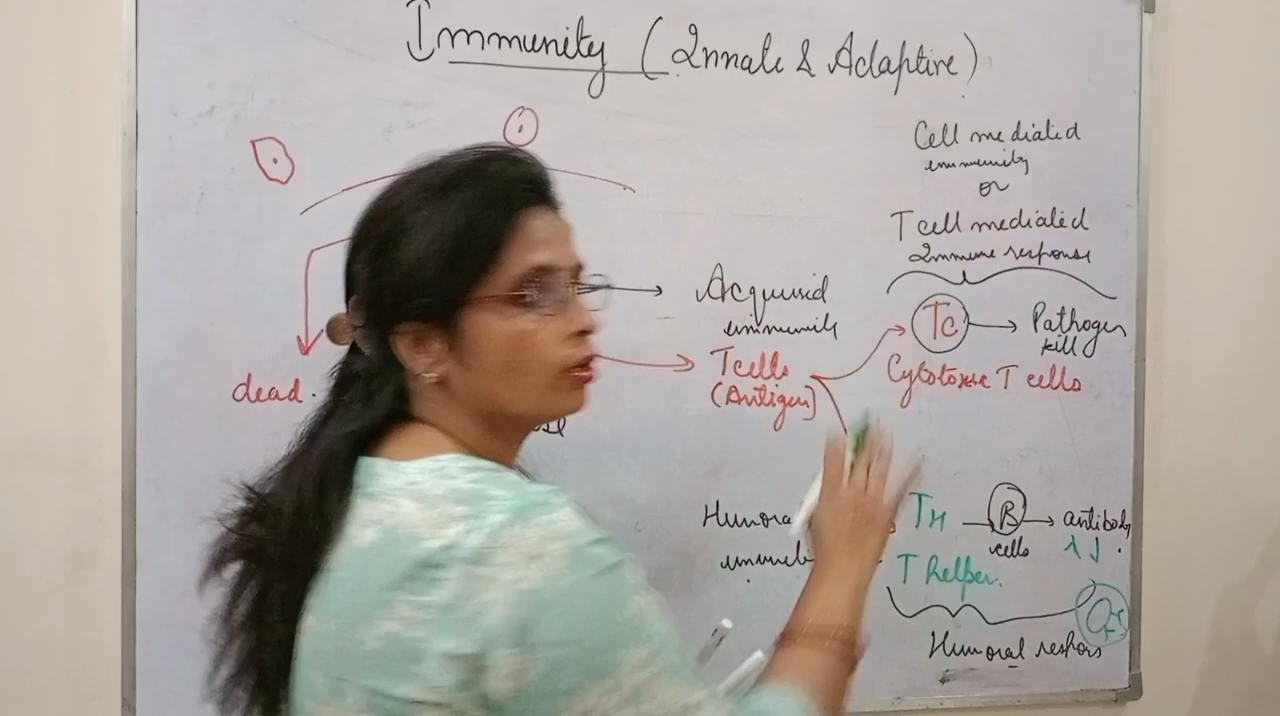 Immunity (Innate & Adaptive)
Cell mediated
immunity
or
T cell mediated
Immune response
Acquired
immunity
Tc
Pathogen
kill
T cells
(Antigen)
Cytotoxic T cells
dead.
TH
B
cells
antibody
T helper.
Humoral